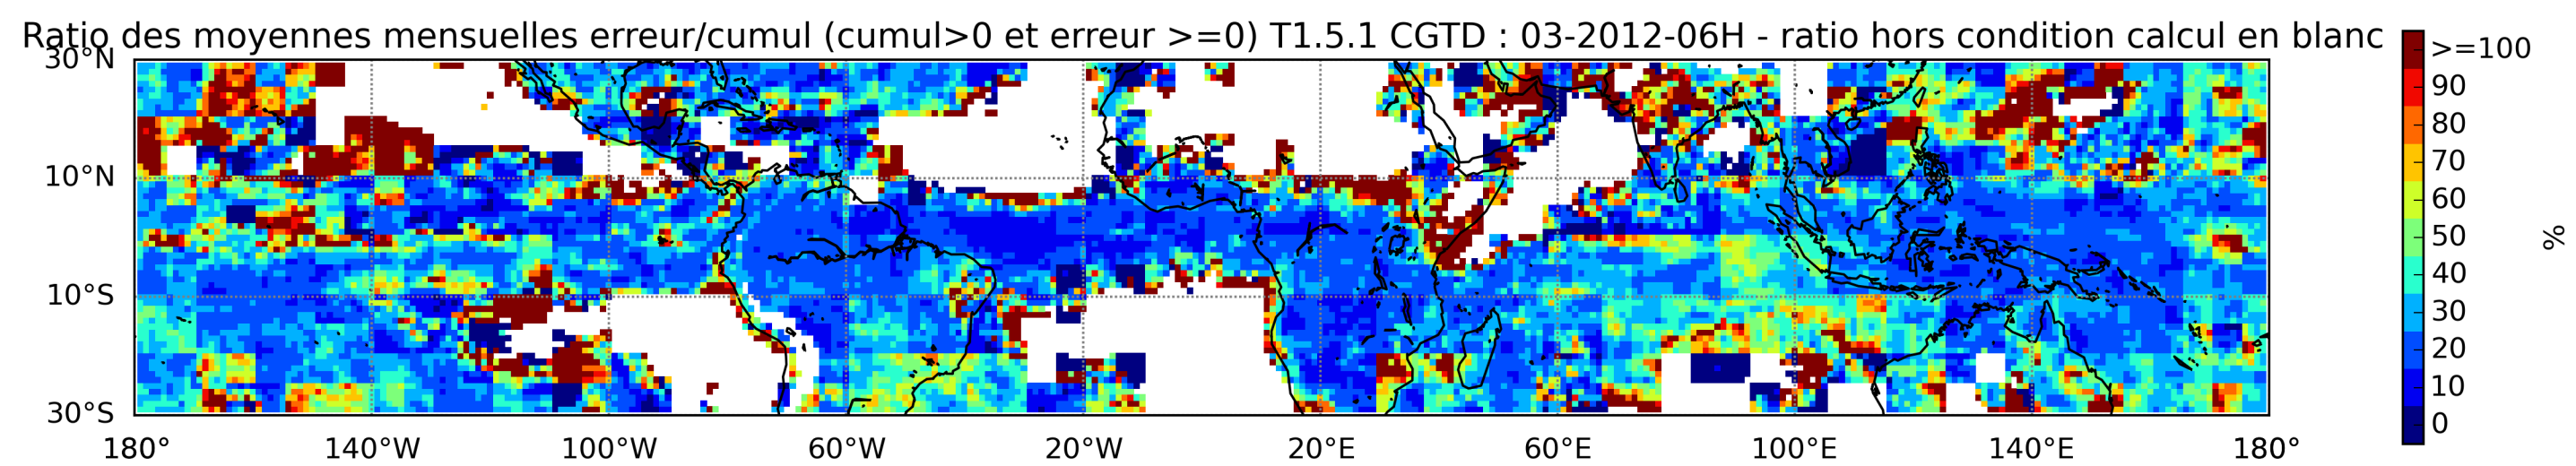 Ratio des moyennes mensuelles erreur/cumul (cumul>0 et erreur >=0) T1.5.1 CGTD : 03-2012-06H - ratio hors condition calcul en blanc
30°N
10°N
10°S
30°S
180° 140°W 100°W 60°W 20°W 20°E 60°E 100°E 140°E 180°
>=100
90
80
70
60
50
40
30
20
10
0
%